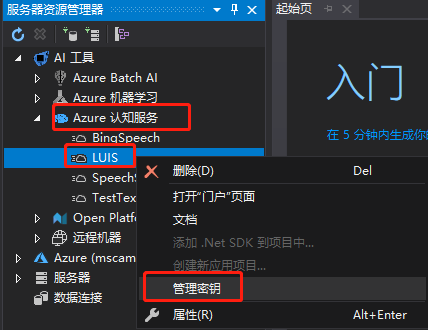 服务器资源管理器
起始页
AI 工具
Azure Batch AI
Azure 机器学习
Azure 认知服务
BingSpeech
LUIS
SpeechS
TestTex
Open Platfo
远程机器
Azure (mscam
服务器
数据连接
入门
在 5 分钟内生成你
删除(D) Del
打开“门户”页面
文档
添加 .Net SDK 到项目中...
创建新应用项目...
管理密钥
属性(R) Alt+Enter